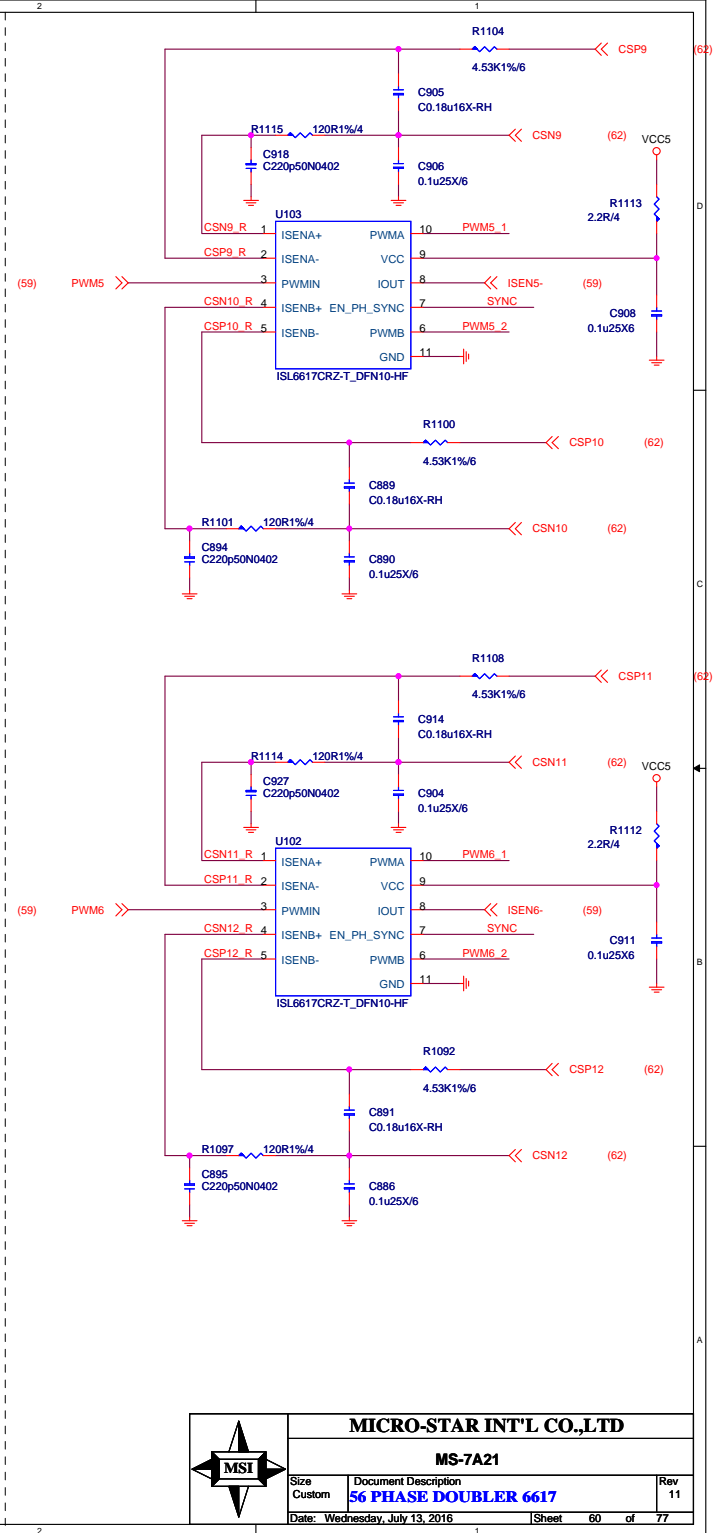 2 1
R1104
CSP9 (62)
4.53K1%/6
C905
C0.18u16X-RH
R1115 120R1%/4
CSN9 (62)
VCC5
C918
C220p50N0402
C906
0.1u25X/6
R1113
2.2R/4
D
U103
CSN9_R 1 ISENA+ PWMA 10 PWM5_1
CSP9_R 2 ISENA- VCC 9
(59) PWM5 3 PWMIN IOUT 8 ISEN5- (59)
CSN10_R 4 ISENB+ EN_PH_SYNC 7 SYNC
CSP10_R 5 ISENB- PWMB 6 PWM5_2
GND 11
C908
0.1u25X6
ISL6617CRZ-T_DFN10-HF
R1100
CSP10 (62)
4.53K1%/6
C889
C0.18u16X-RH
R1101 120R1%/4
CSN10 (62)
C894
C220p50N0402
C890
0.1u25X/6
C
R1108
CSP11 (62)
4.53K1%/6
C914
C0.18u16X-RH
R1114 120R1%/4
CSN11 (62)
VCC5
C927
C220p50N0402
C904
0.1u25X/6
R1112
2.2R/4
U102
CSN11_R 1 ISENA+ PWMA 10 PWM6_1
CSP11_R 2 ISENA- VCC 9
(59) PWM6 3 PWMIN IOUT 8 ISEN6- (59)
CSN12_R 4 ISENB+ EN_PH_SYNC 7 SYNC
CSP12_R 5 ISENB- PWMB 6 PWM6_2
GND 11
C911
0.1u25X6
B
ISL6617CRZ-T_DFN10-HF
R1092
CSP12 (62)
4.53K1%/6
C891
C0.18u16X-RH
R1097 120R1%/4
CSN12 (62)
C895
C220p50N0402
C886
0.1u25X/6
A
MICRO-STAR INT'L CO.,LTD
MSI
MS-7A21
Size Document Description Rev
Custom 56 PHASE DOUBLER 6617 11
Date: Wednesday, July 13, 2016 Sheet 60 of 77
2 1